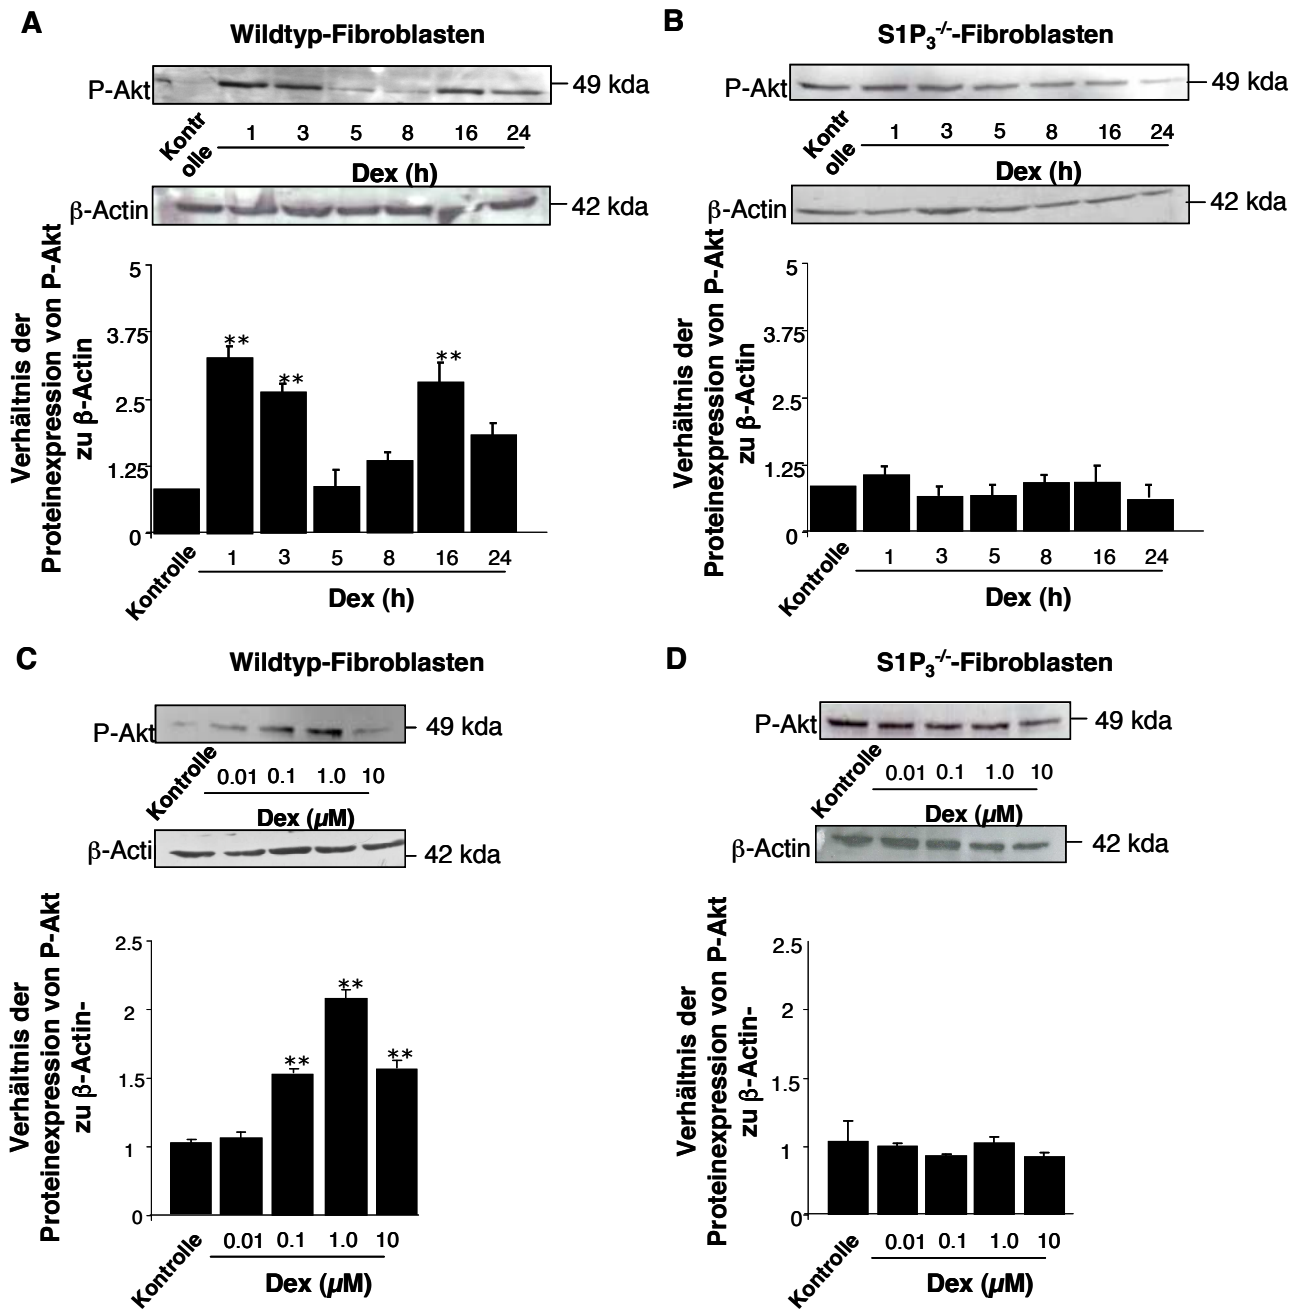 A
Wildtyp-Fibroblasten
P-Akt
49 kda
Kontr
olle
1 3 5 8 16 24
Dex (h)
β-Actin
42 kda
Verhältnis der
Proteinexpression von P-Akt
zu β-Actin
5
3.75
2.5
1.25
0
** ** **
Kontrolle
1 3 5 8 16 24
Dex (h)
B
S1P3-/--Fibroblasten
P-Akt
49 kda
Kontr
olle
1 3 5 8 16 24
Dex (h)
β-Actin
42 kda
Verhältnis der
Proteinexpression von P-Akt
zu β-Actin
5
3.75
2.5
1.25
0
Kontrolle
1 3 5 8 16 24
Dex (h)
C
Wildtyp-Fibroblasten
P-Akt
49 kda
Kontrolle
0.01 0.1 1.0 10
Dex (µM)
β-Acti
42 kda
Verhältnis der
Proteinexpression von P-Akt
zu β-Actin-
2.5
2
1.5
1
0
** ** **
Kontrolle
0.01 0.1 1.0 10
Dex (µM)
D
S1P3-/--Fibroblasten
P-Akt
49 kda
Kontrolle
0.01 0.1 1.0 10
Dex (µM)
β-Actin
42 kda
Verhältnis der
Proteinexpression von P-Akt
zu β-Actin-
2.5
2
1.5
1
0
Kontrolle
0.01 0.1 1.0 10
Dex (µM)